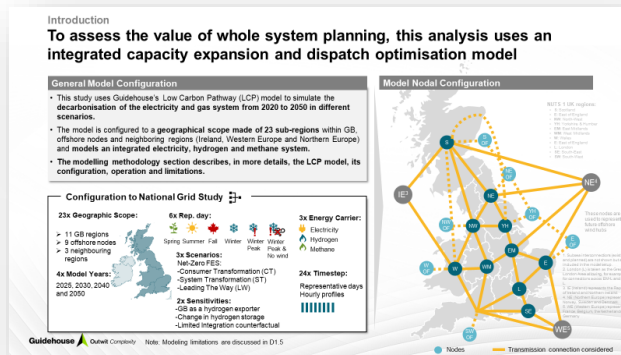 Introduction
To assess the value of whole system planning, this analysis uses an
integrated capacity expansion and dispatch optimisation model
General Model Configuration
• This study uses Guidehouse's Low Carbon Pathway (LCP) model to simulate the
decarbonisation of the electricity and gas system from 2020 to 2050 in different
scenarios.
• The model is configured to a geographical scope made of 23 sub-regions within GB,
offshore nodes and neighboring regions (Ireland, Western Europe and Northern Europe)
and models an integrated electricity, hydrogen and methane system.
• The modelling methodology section describes, in more details, the LCP model, its
configuration, operation and limitations.
Configuration to National Grid Study
23x Geographic Scope:
➢ 11 GB regions
➢ 9 offshore nodes
➢ 3 neighbouring
regions
4x Model Years:
2025, 2030, 2040
and 2050
6x Rep. day:
Spring Summer Fall Winter Winter
Peak Winter
Peak &
No wind
3x Scenarios:
Net-Zero FES:
-Consumer Transformation (CT)
-System Transformation (ST)
-Leading The Way (LW)
2x Sensitivities:
-GB as a hydrogen exporter
-Change in hydrogen storage
-Limited Integration counterfactual
3x Energy Carrier:
Electricity
Hydrogen
Methane
24x Timestep:
Representative days
Hourly profiles
Model Nodal Configuration
NUTS 1 UK regions:
S
NE
OF
IE
NE
NW
YH
EM
E
WM
W
L
SE
WE
Nodes
Transmission connection considered
Guidehouse
Outwit Complexity
Note: Modeling limitations are discussed in D1.5